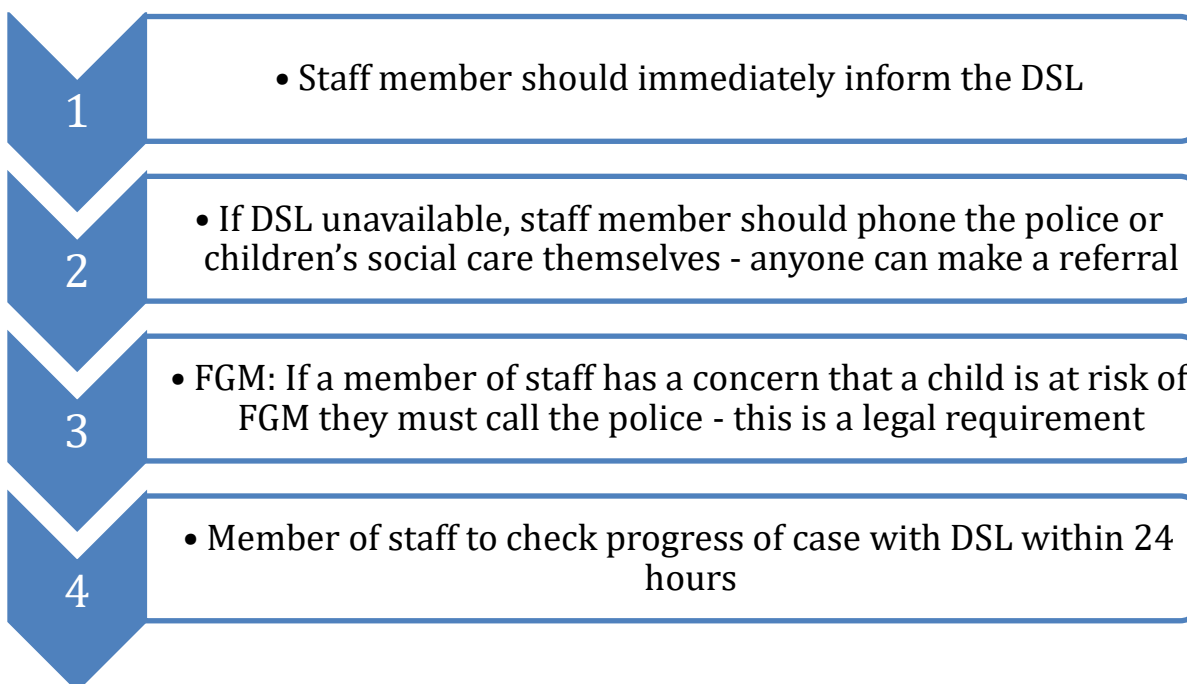 1
• Staff member should immediately inform the DSL
2
• If DSL unavailable, staff member should phone the police or
children's social care themselves - anyone can make a referral
3
• FGM: If a member of staff has a concern that a child is at risk of
FGM they must call the police - this is a legal requirement
4
• Member of staff to check progress of case with DSL within 24
hours